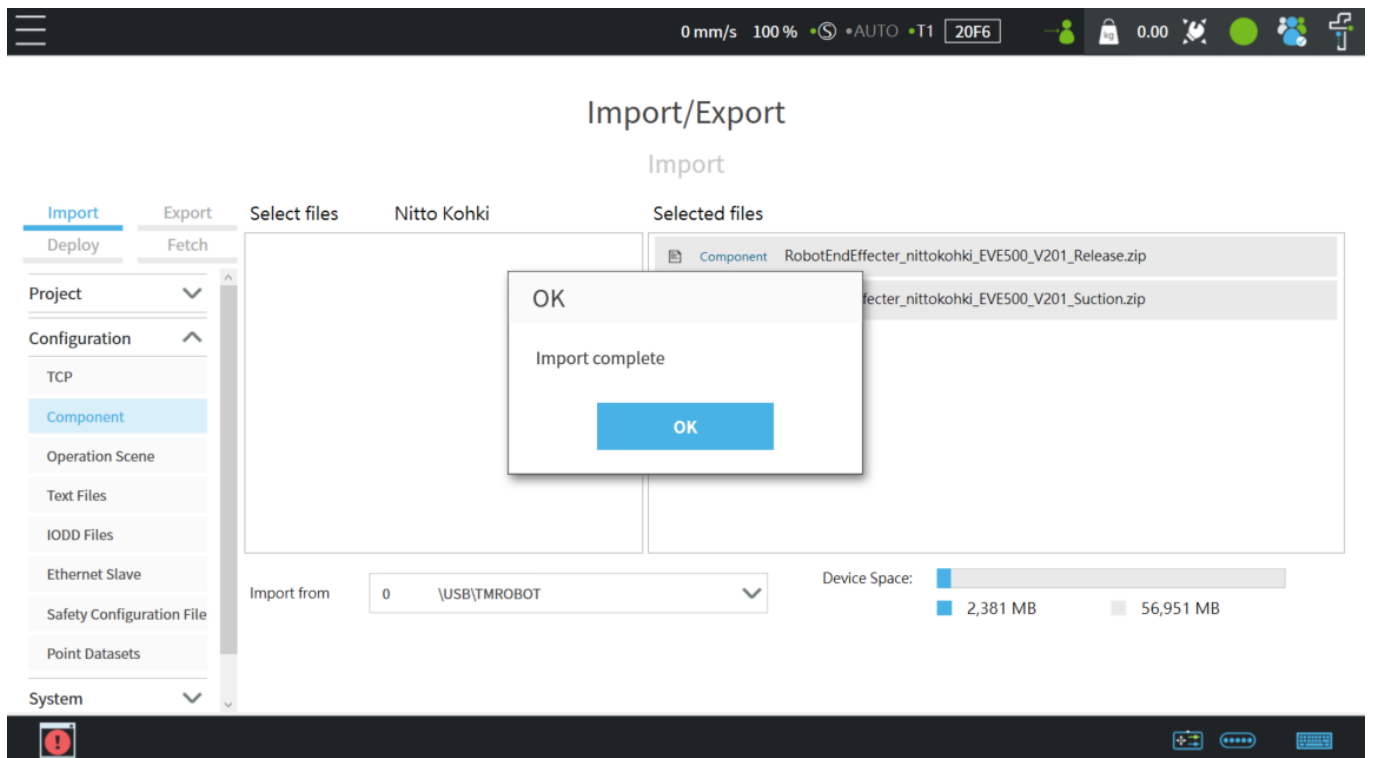 0 mm/s 100 % •Ⓢ •AUTO •T1 20F6 kg 0.00
Import/Export
Import
Import Export
Deploy Fetch
Select files Nitto Kohki
Selected files
Component RobotEndEffecter_nittokohki_EVE500_V201_Release.zip
fecter_nittokohki_EVE500_V201_Suction.zip
OK
Import complete
OK
Project
Configuration
TCP
Component
Operation Scene
Text Files
IODD Files
Ethernet Slave
Safety Configuration File
Point Datasets
System
Import from 0 \USB\TMROBOT
Device Space:
2,381 MB 56,951 MB